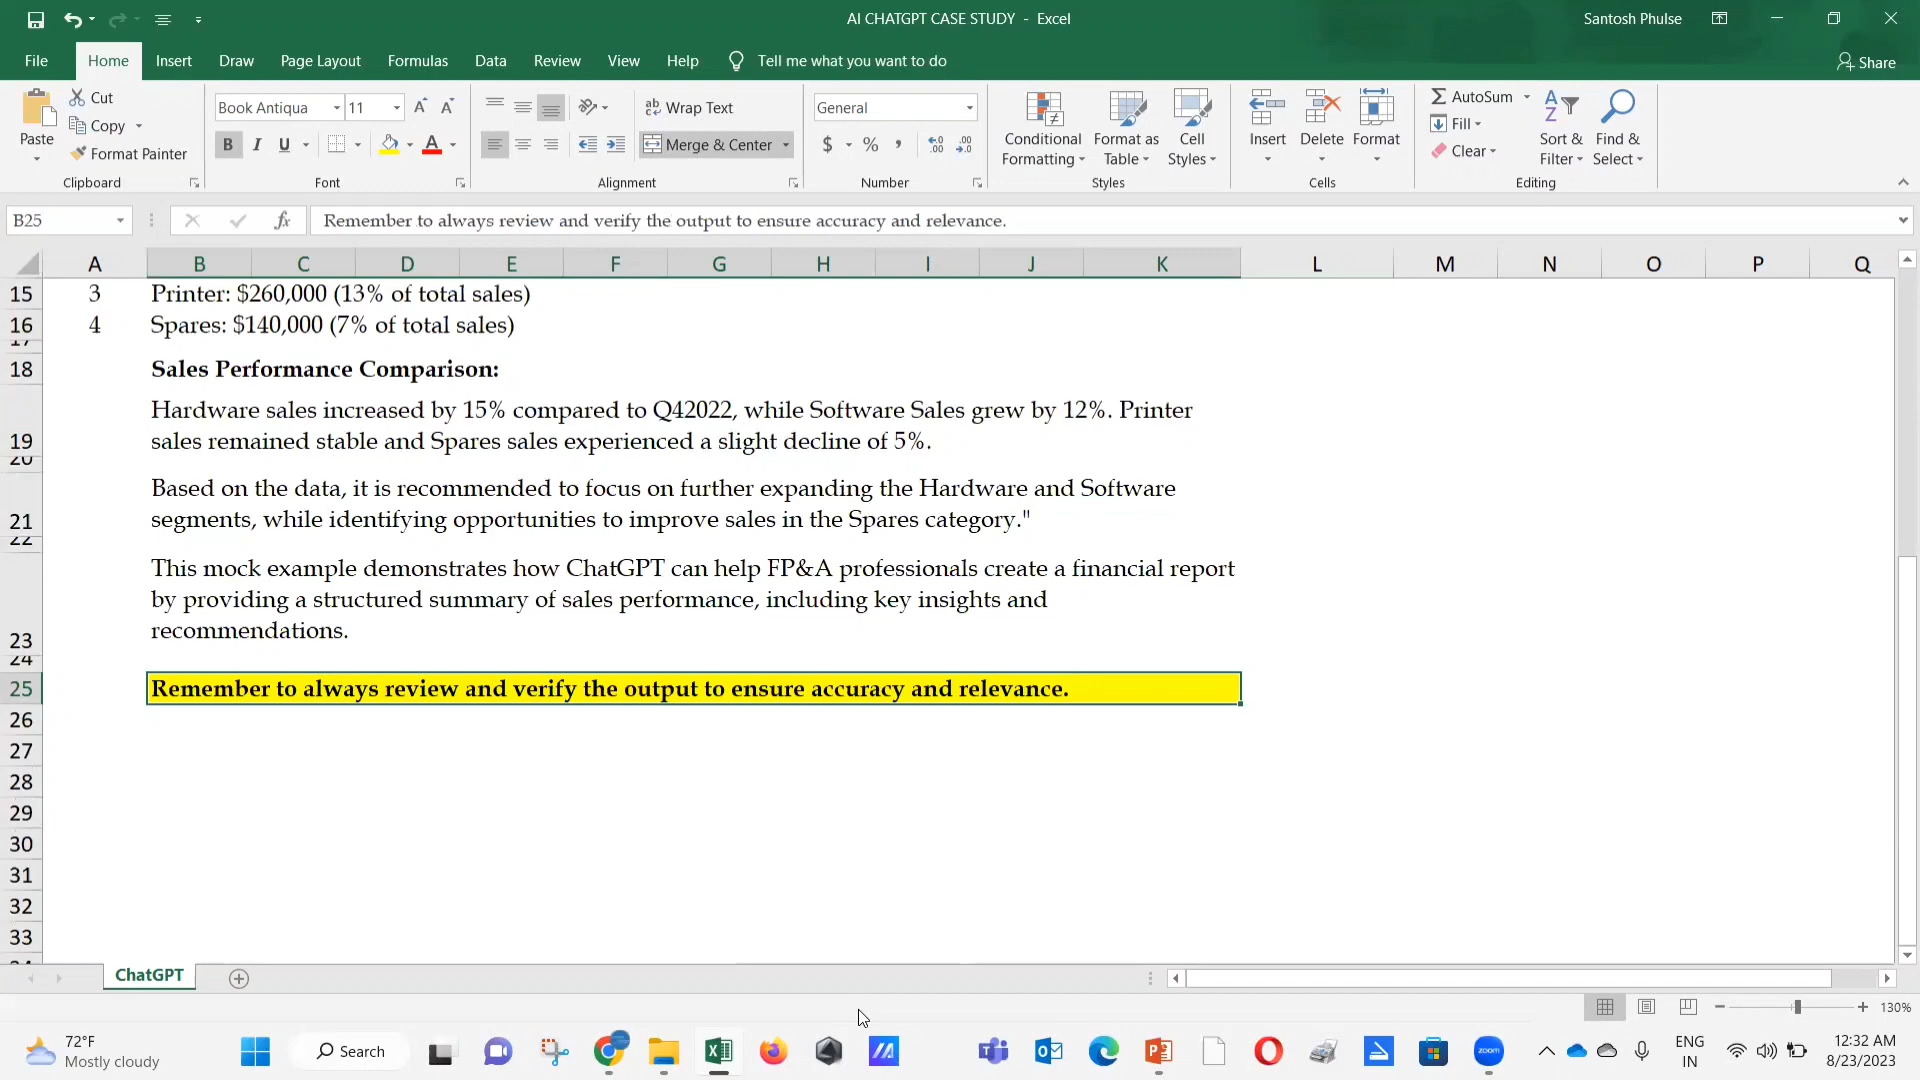 AI CHATGPT CASE STUDY - Excel
Santosh Phulse
File Home Insert Draw Page Layout Formulas Data Review View Help Tell me what you want to do Share
Paste
Cut
Copy
Format Painter
Clipboard
Book Antiqua 11
B I U
Font
Wrap Text
Merge & Center
Alignment
General
$ % ,
Number
Conditional Formatting
Format as Table
Cell Styles
Styles
Insert
Delete
Format
Cells
AutoSum
Fill
Clear
Sort & Filter
Find & Select
Editing
B25 fx Remember to always review and verify the output to ensure accuracy and relevance.
A B C D E F G H I J K L M N O P Q
15 3 Printer: $260,000 (13% of total sales)
16 4 Spares: $140,000 (7% of total sales)
17
18 Sales Performance Comparison:
Hardware sales increased by 15% compared to Q42022, while Software Sales grew by 12%. Printer
19 sales remained stable and Spares sales experienced a slight decline of 5%.
20
Based on the data, it is recommended to focus on further expanding the Hardware and Software
21 segments, while identifying opportunities to improve sales in the Spares category."
22
This mock example demonstrates how ChatGPT can help FP&A professionals create a financial report
by providing a structured summary of sales performance, including key insights and
23 recommendations.
24
25 Remember to always review and verify the output to ensure accuracy and relevance.
26
27
28
29
30
31
32
33
ChatGPT
130%
72°F
Mostly cloudy
Search
zoom
ENG
IN
12:32 AM
8/23/2023